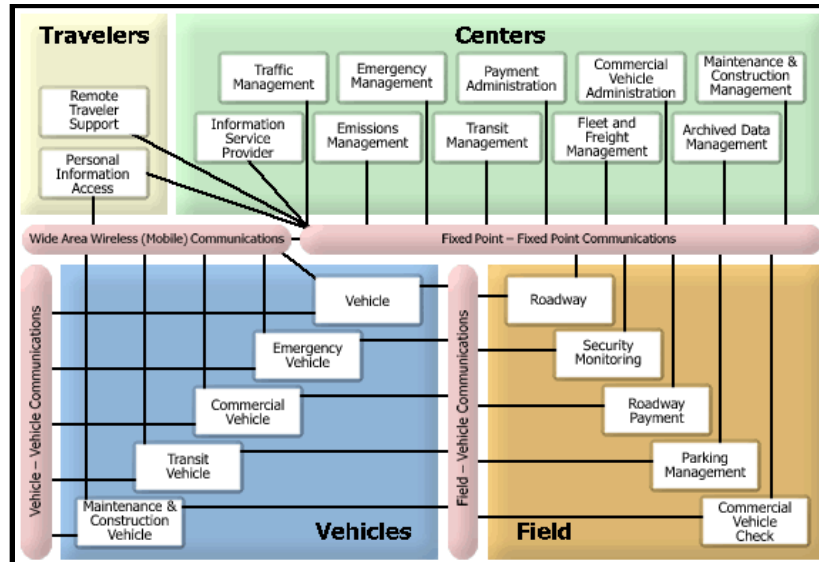 Travelers
Centers
Traffic
Management
Emergency
Management
Payment
Administration
Commercial
Vehicle
Administration
Maintenance &
Construction
Management
Remote
Traveler
Support
Information
Service
Provider
Emissions
Management
Transit
Management
Fleet and
Freight
Management
Archived Data
Management
Personal
Information
Access
Wide Area Wireless (Mobile) Communications
Fixed Point – Fixed Point Communications
Vehicle – Vehicle Communications
Vehicle
Emergency
Vehicle
Commercial
Vehicle
Transit
Vehicle
Maintenance &
Construction
Vehicle
Vehicles
Field – Vehicle Communications
Roadway
Security
Monitoring
Roadway
Payment
Parking
Management
Commercial
Vehicle
Check
Field